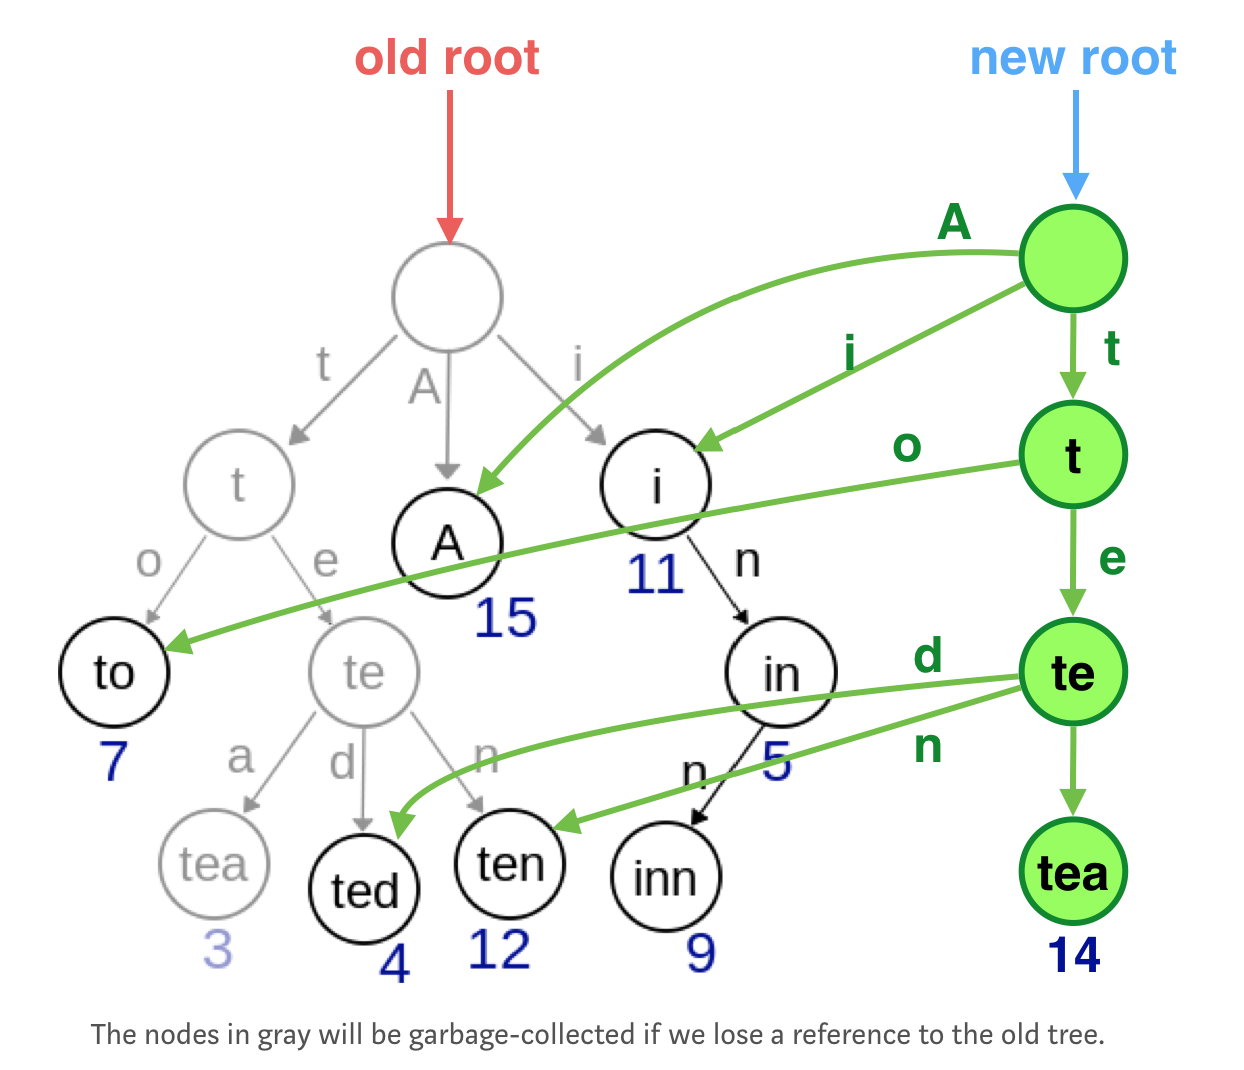 old root
new root
A
i
t
t
A
i
t
A
i
t
o
o
e
n
e
11
15
to
te
in
d
te
7
a
d
n
n
5
n
tea
ted
ten
inn
tea
3
4
12
9
14
The nodes in gray will be garbage-collected if we lose a reference to the old tree.